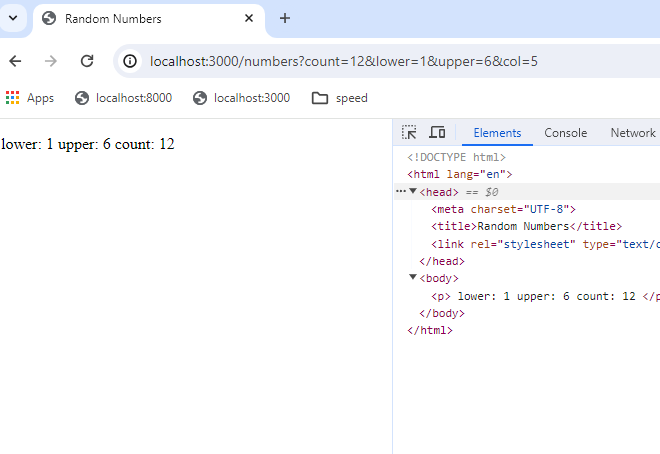 Random Numbers
localhost:3000/numbers?count=12&lower=1&upper=6&col=5
Apps localhost:8000 localhost:3000 speed
lower: 1 upper: 6 count: 12
Elements Console Network
<!DOCTYPE html>
<html lang="en">
<head> == $0
<meta charset="UTF-8">
<title>Random Numbers</title>
<link rel="stylesheet" type="text/c
</head>
<body>
<p> lower: 1 upper: 6 count: 12 </p
</body>
</html>